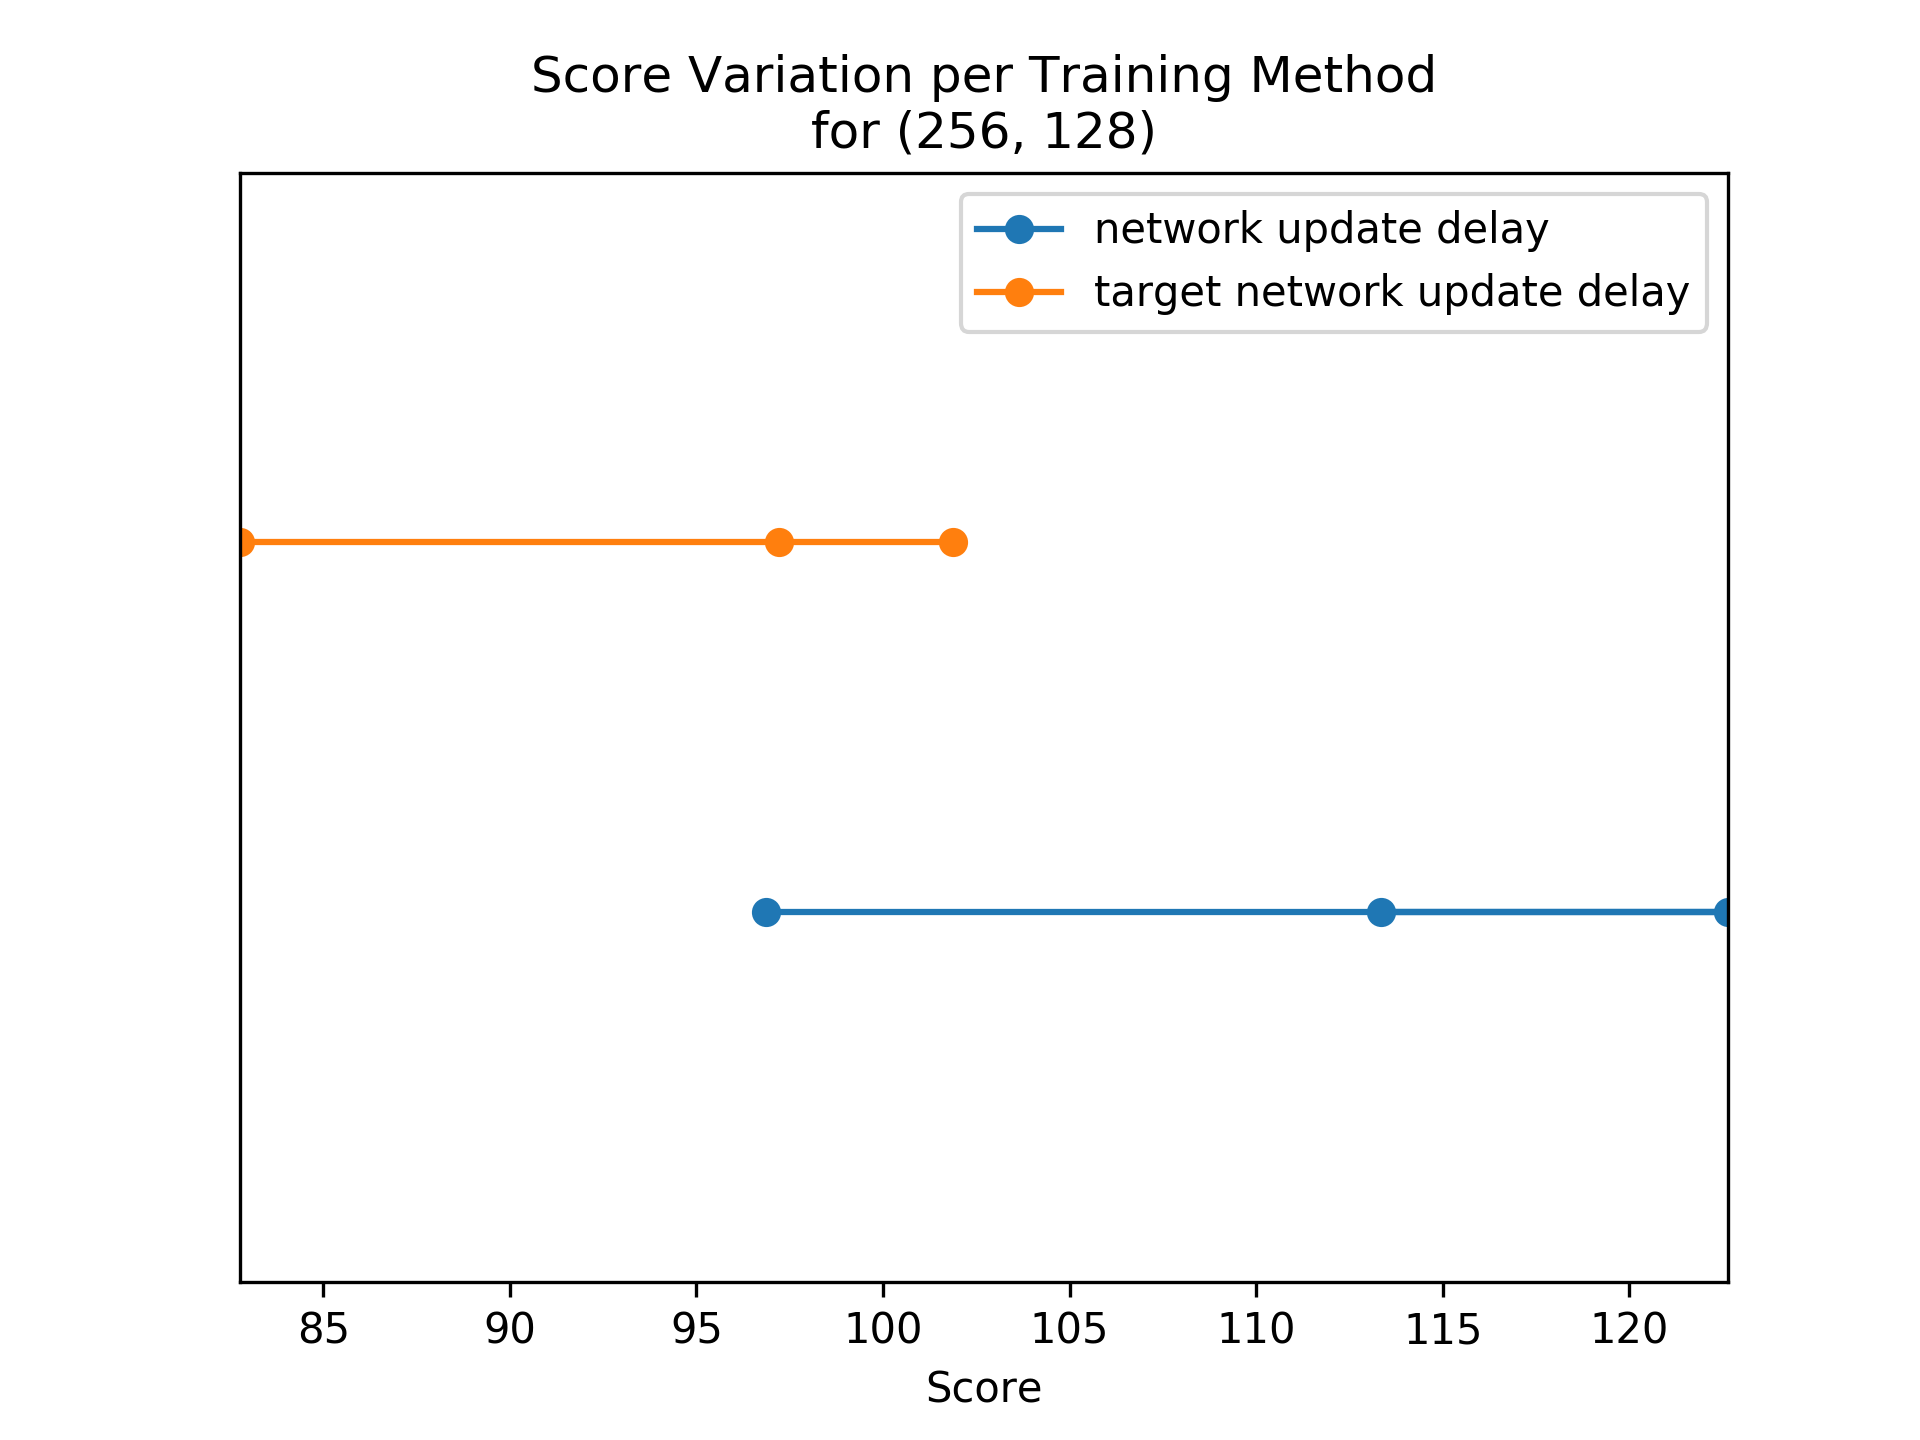 Score Variation per Training Method
for (256, 128)
network update delay
target network update delay
85 90 95 100 105 110 115 120
Score